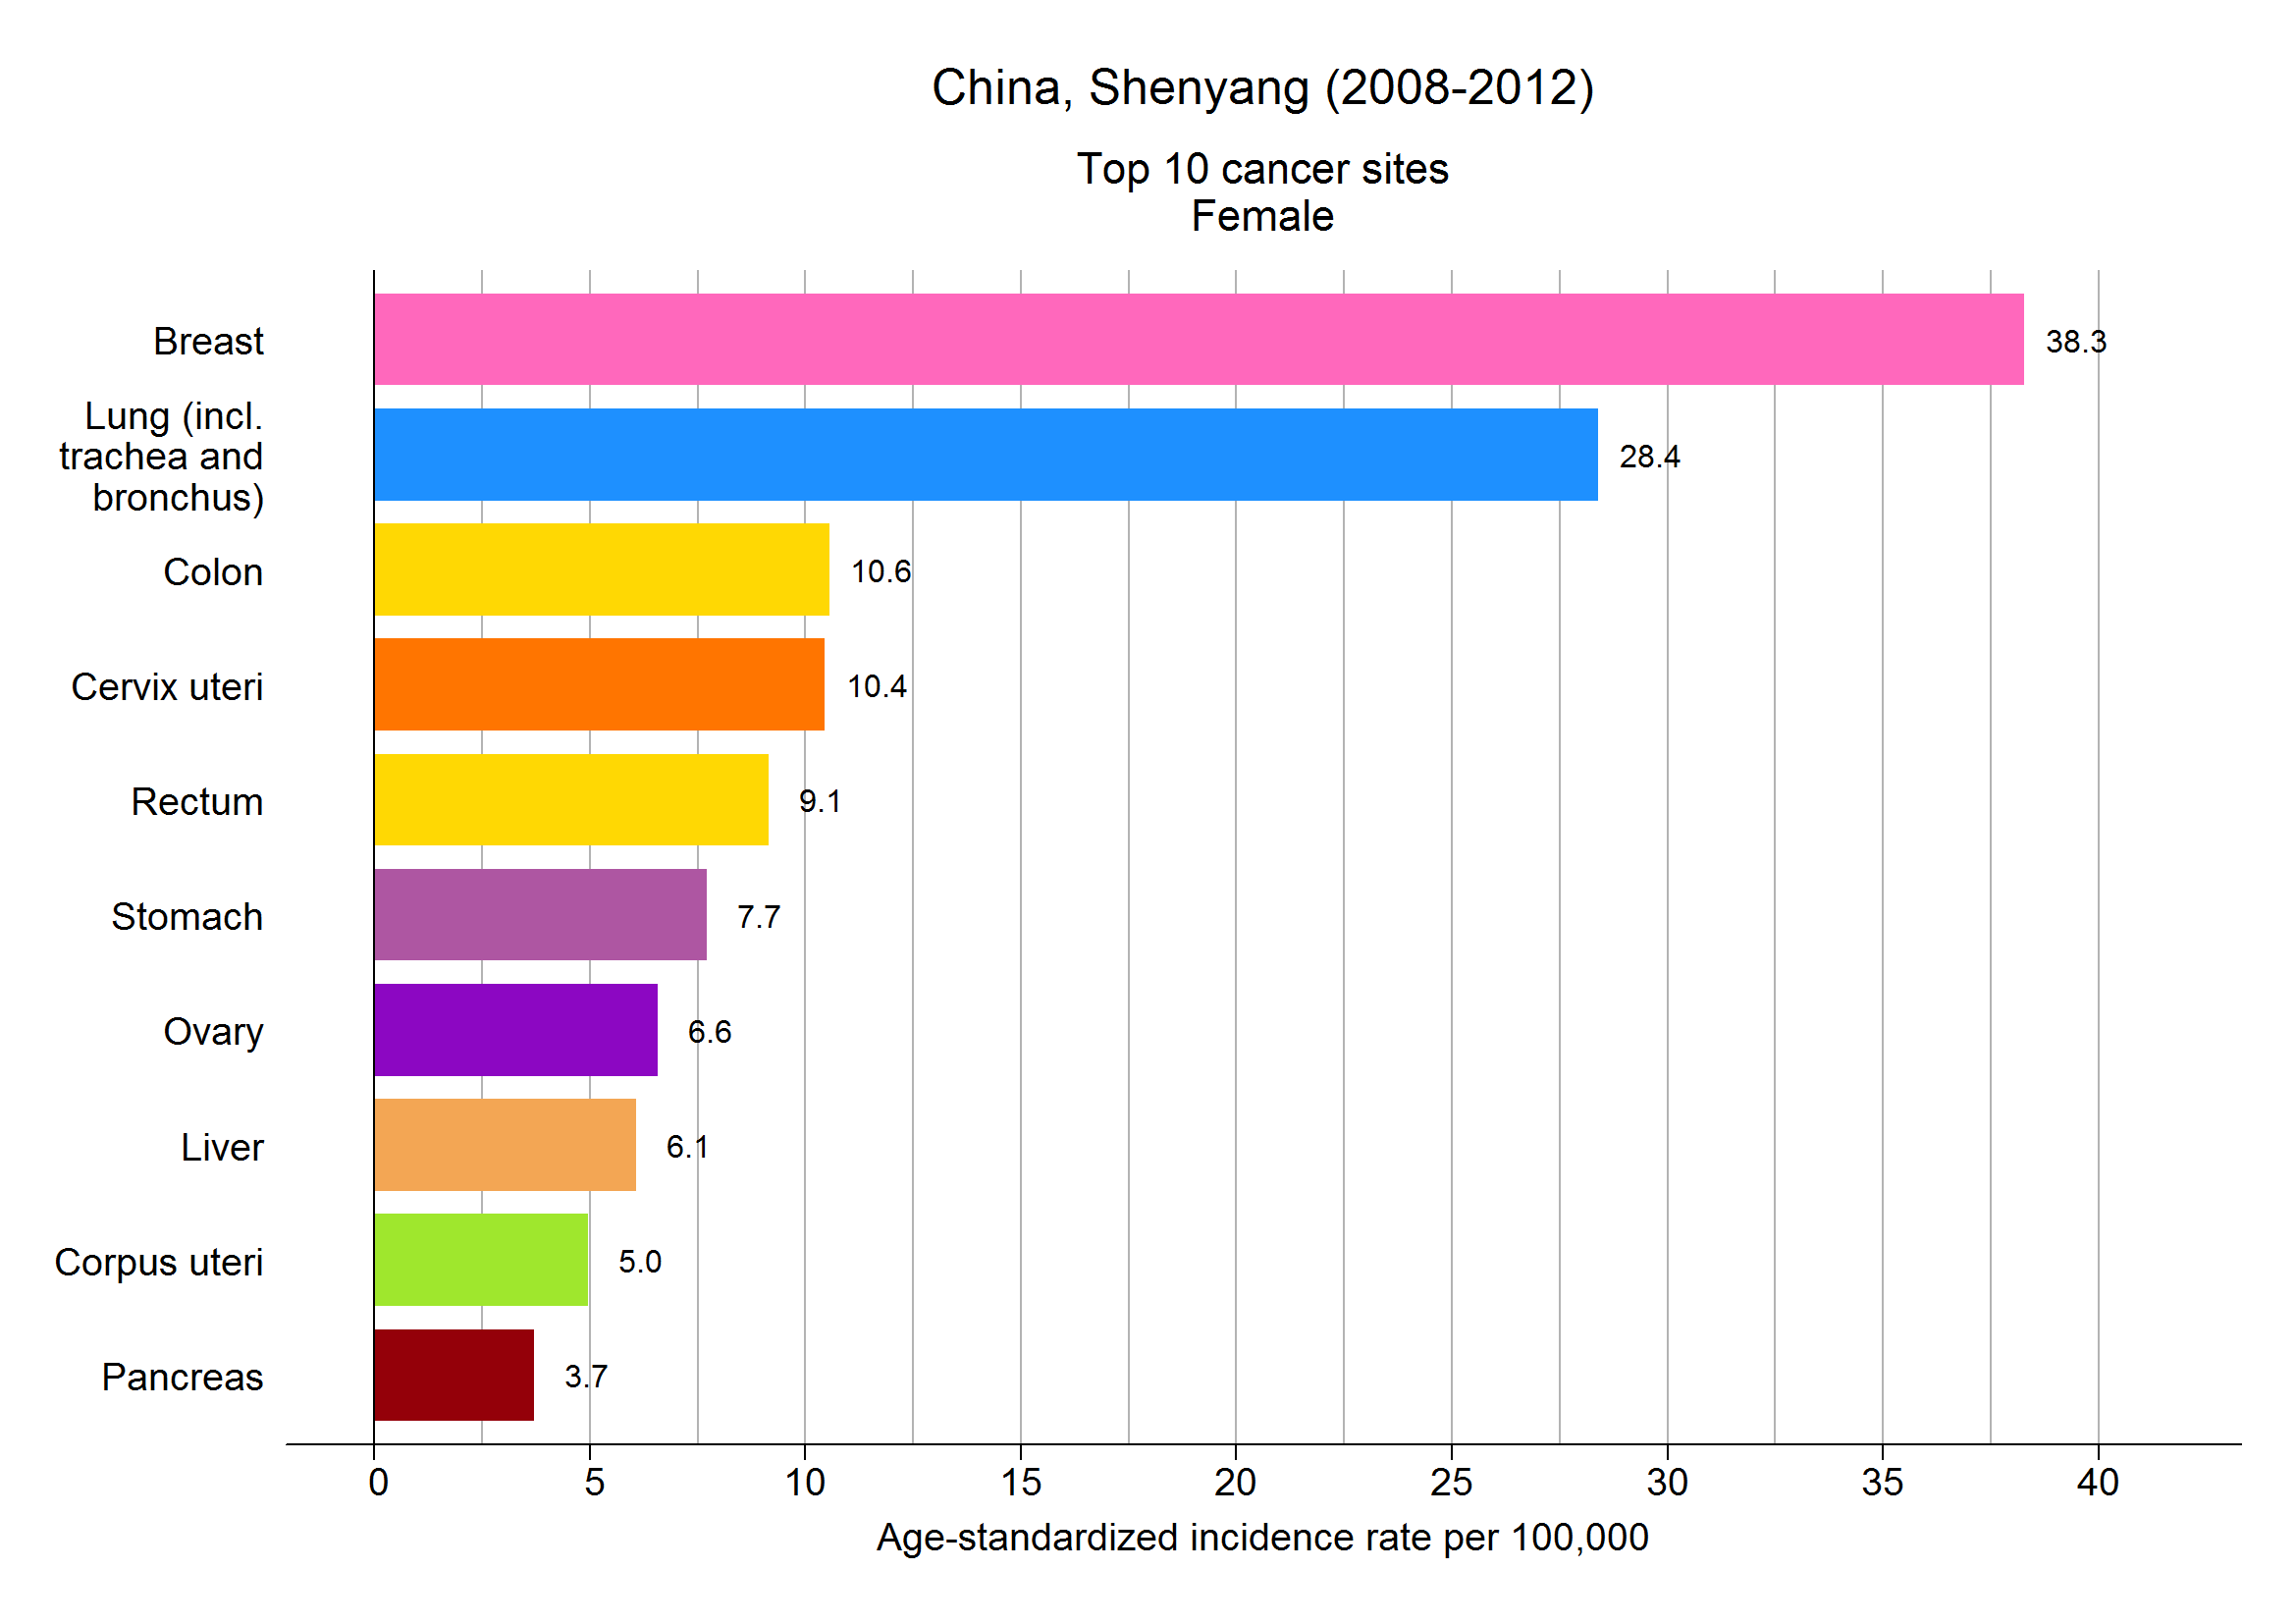 China, Shenyang (2008-2012)
Top 10 cancer sites
Female
Breast
38.3
Lung (incl.
trachea and
bronchus)
28.4
Colon
10.6
Cervix uteri
10.4
Rectum
9.1
Stomach
7.7
Ovary
6.6
Liver
6.1
Corpus uteri
5.0
Pancreas
3.7
0 5 10 15 20 25 30 35 40
Age-standardized incidence rate per 100,000